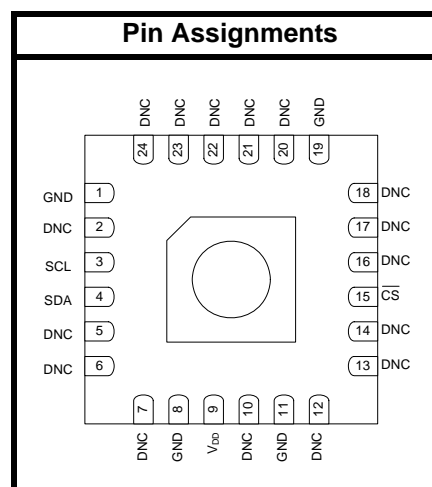 Pin Assignments
DNC DNC DNC DNC DNC GND
24 23 22 21 20 19
GND 1 18 DNC
DNC 2 17 DNC
SCL 3 16 DNC
SDA 4 15 C̅S̅
DNC 5 14 DNC
DNC 6 13 DNC
7 8 9 10 11 12
DNC GND VDD DNC GND DNC